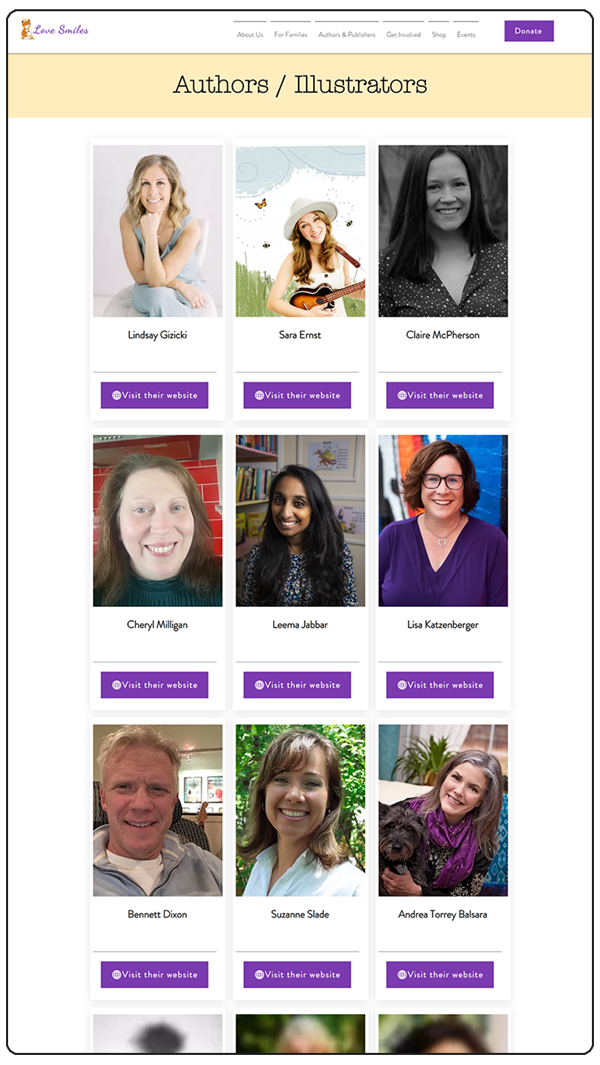 Love Smiles
About Us For Families Authors & Publishers Get Involved Shop Events Donate
Authors / Illustrators
Lindsay Gizicki Sara Ernst Claire McPherson
Visit their website Visit their website Visit their website
Cheryl Milligan Leema Jabbar Lisa Katzenberger
Visit their website Visit their website Visit their website
Bennett Dixon Suzanne Slade Andrea Torrey Balsara
Visit their website Visit their website Visit their website